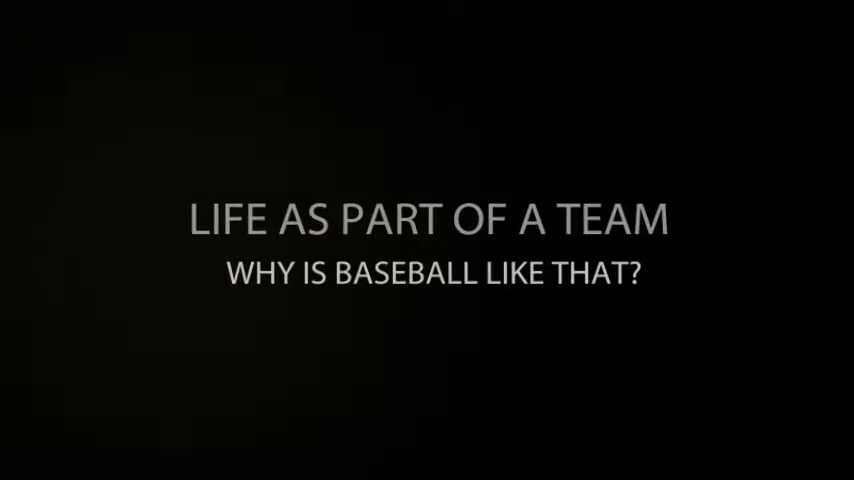 LIFE AS PART OF A TEAM
WHY IS BASEBALL LIKE THAT?